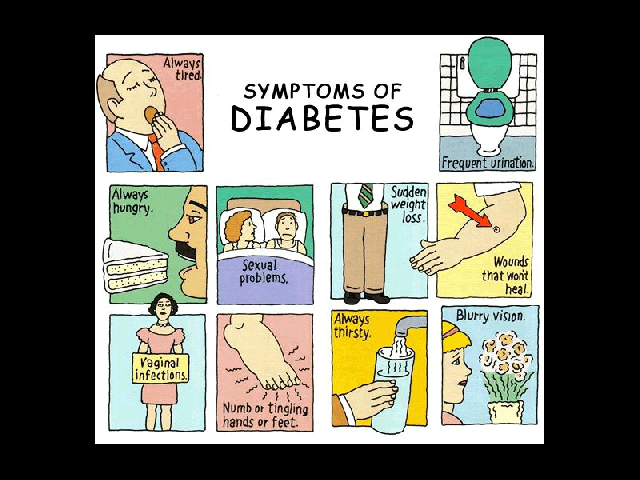 Always
tired.
SYMPTOMS OF
DIABETES
Frequent urination.
Always
hungry.
Sexual
problems.
Sudden
weight
loss.
Wounds
that won't
heal.
Vaginal
infections.
Numb or tingling
hands or feet.
Always
thirsty.
Blurry vision.